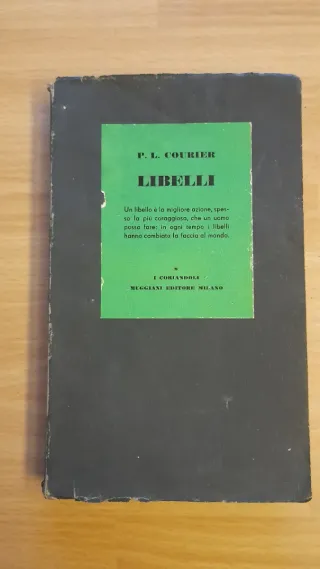 P. L. COURIER
LIBELLI
Un libello è la migliore azione, spes-
so la più coraggiosa, che un uomo
possa fare: in ogni tempo i libelli
hanno cambiato la faccia al mondo.
I CORIANDOLI
MUGGIANI EDITORE MILANO